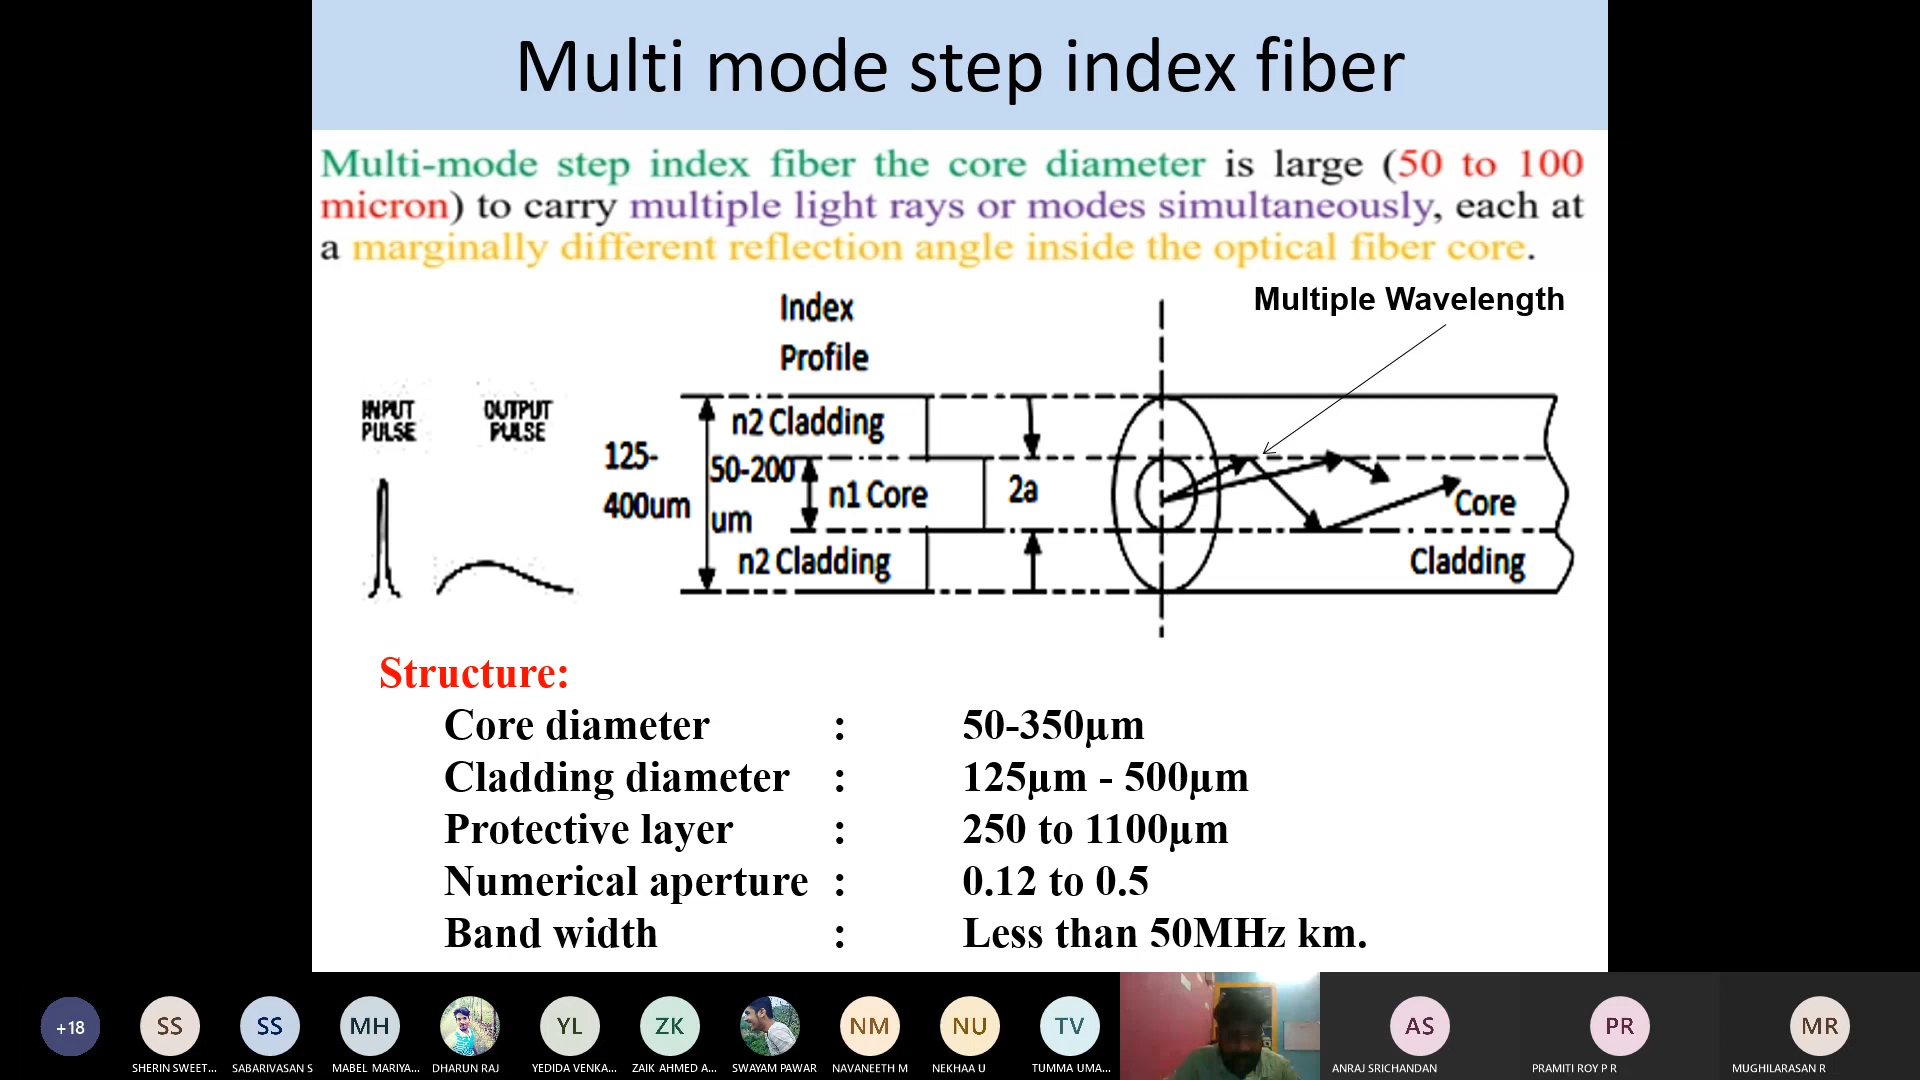 Multi mode step index fiber
Multi-mode step index fiber the core diameter is large (50 to 100
micron) to carry multiple light rays or modes simultaneously, each at
a marginally different reflection angle inside the optical fiber core.
Index
Profile
Multiple Wavelength
INPUT
PULSE
OUTPUT
PULSE
125-
400um
n2 Cladding
50-200
um
n1 Core
2a
n2 Cladding
Core
Cladding
Structure:
Core diameter : 50-350μm
Cladding diameter : 125μm - 500μm
Protective layer : 250 to 1100μm
Numerical aperture : 0.12 to 0.5
Band width : Less than 50MHz km.
+18
SS
SS
MH
YL
ZK
NM
NU
TV
AS
PR
MR
SHERIN SWEET...
SABARIVASAN S
MABEL MARIYA...
DHARUN RAJ
YEDIDA VENKA...
ZAIK AHMED A...
SWAYAM PAWAR
NAVANEETH M
NEKHAA U
TUMMA UMA...
ANRAJ SRICHANDAN
PRAMITI ROY P R
MUGHILARASAN R